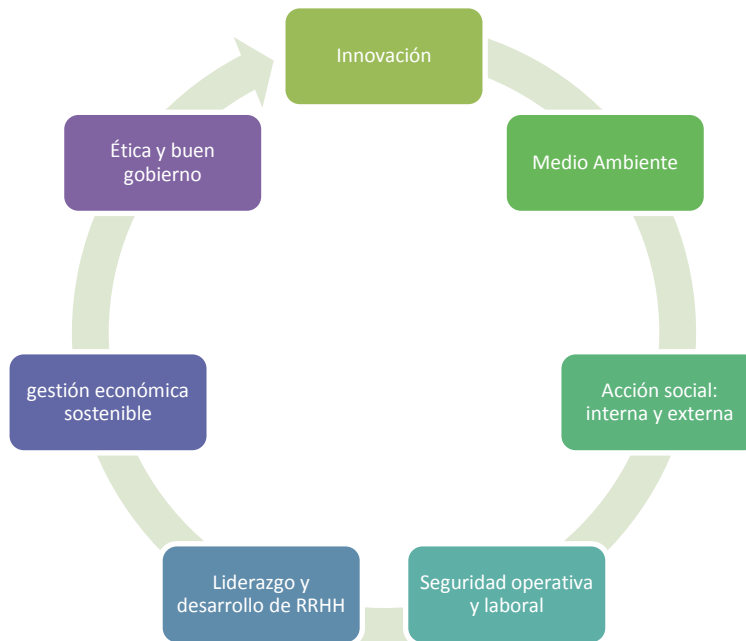 Innovación
Medio Ambiente
Acción social:
interna y externa
Seguridad operativa
y laboral
Liderazgo y
desarrollo de RRHH
gestión económica
sostenible
Ética y buen
gobierno